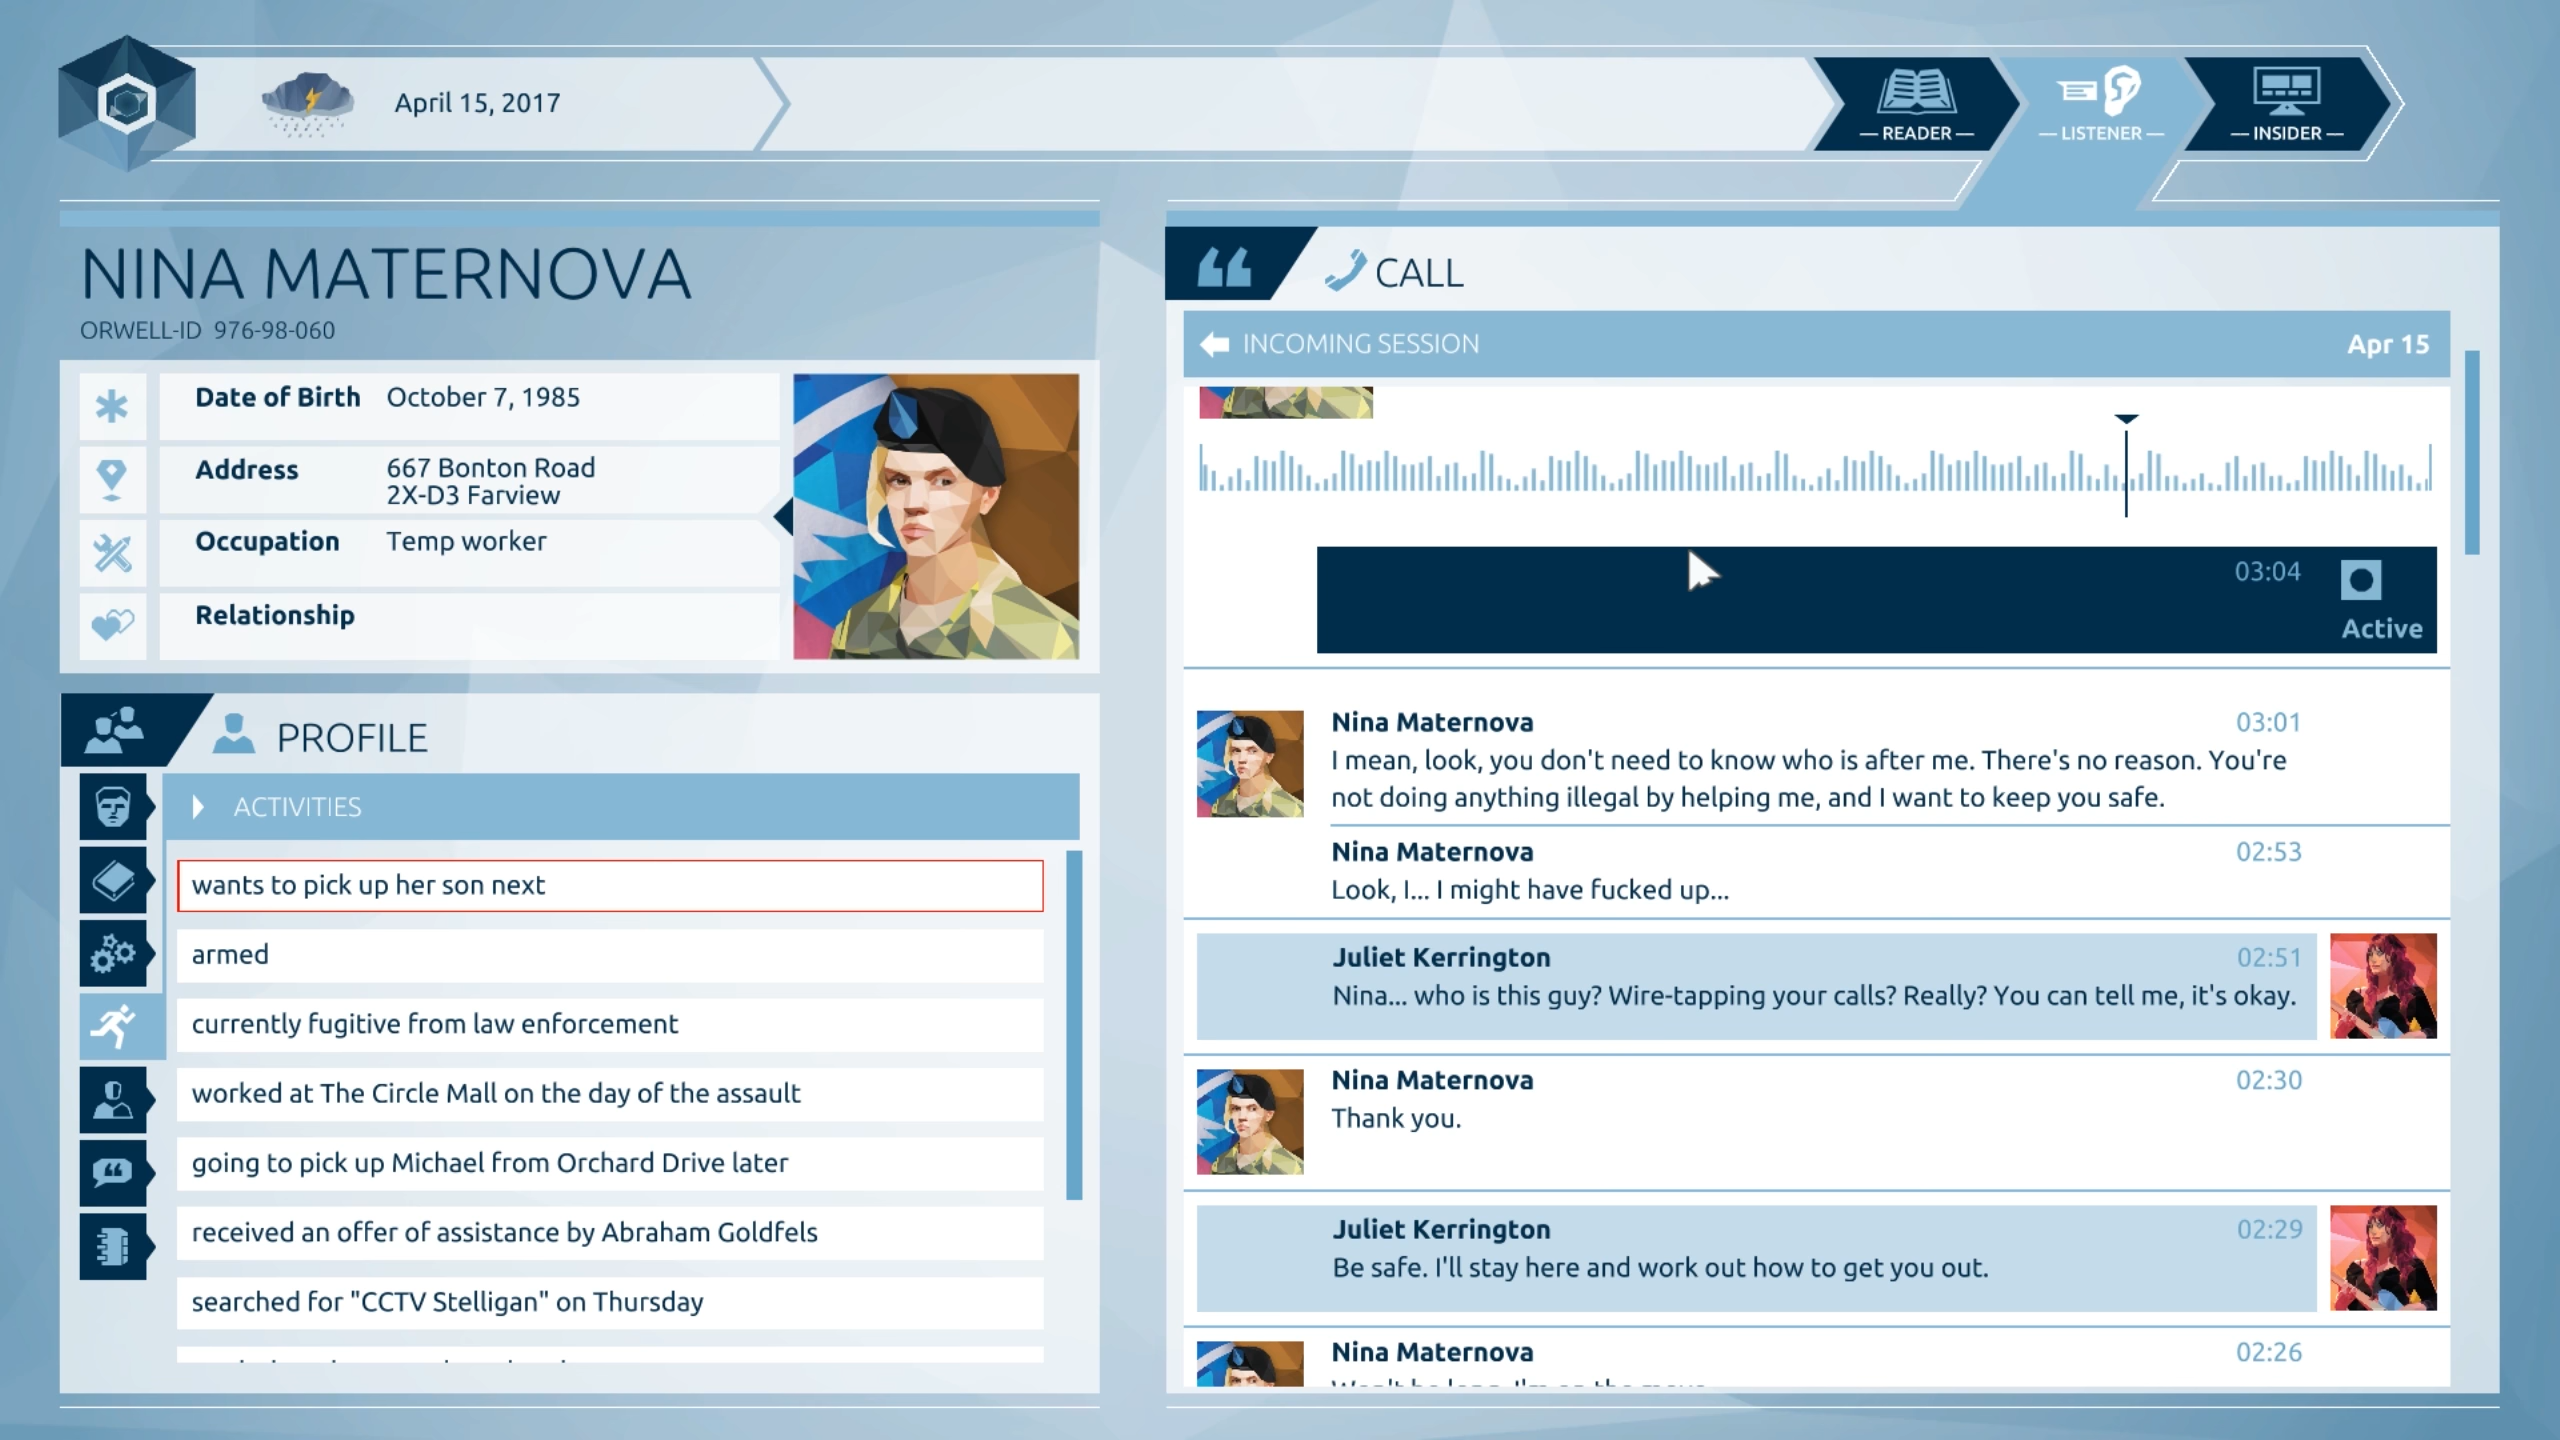 April 15, 2017
READER
LISTENER
INSIDER
NINA MATERNOVA
ORWELL-ID 976-98-060
Date of Birth October 7, 1985
Address 667 Bonton Road
2X-D3 Farview
Occupation Temp worker
Relationship
PROFILE
ACTIVITIES
wants to pick up her son next
armed
currently fugitive from law enforcement
worked at The Circle Mall on the day of the assault
going to pick up Michael from Orchard Drive later
received an offer of assistance by Abraham Goldfels
searched for "CCTV Stelligan" on Thursday
CALL
INCOMING SESSION Apr 15
03:04
Active
Nina Maternova 03:01
I mean, look, you don't need to know who is after me. There's no reason. You're
not doing anything illegal by helping me, and I want to keep you safe.
Nina Maternova 02:53
Look, I... I might have fucked up...
Juliet Kerrington 02:51
Nina... who is this guy? Wire-tapping your calls? Really? You can tell me, it's okay.
Nina Maternova 02:30
Thank you.
Juliet Kerrington 02:29
Be safe. I'll stay here and work out how to get you out.
Nina Maternova 02:26
Won't be long. I'm on the move.